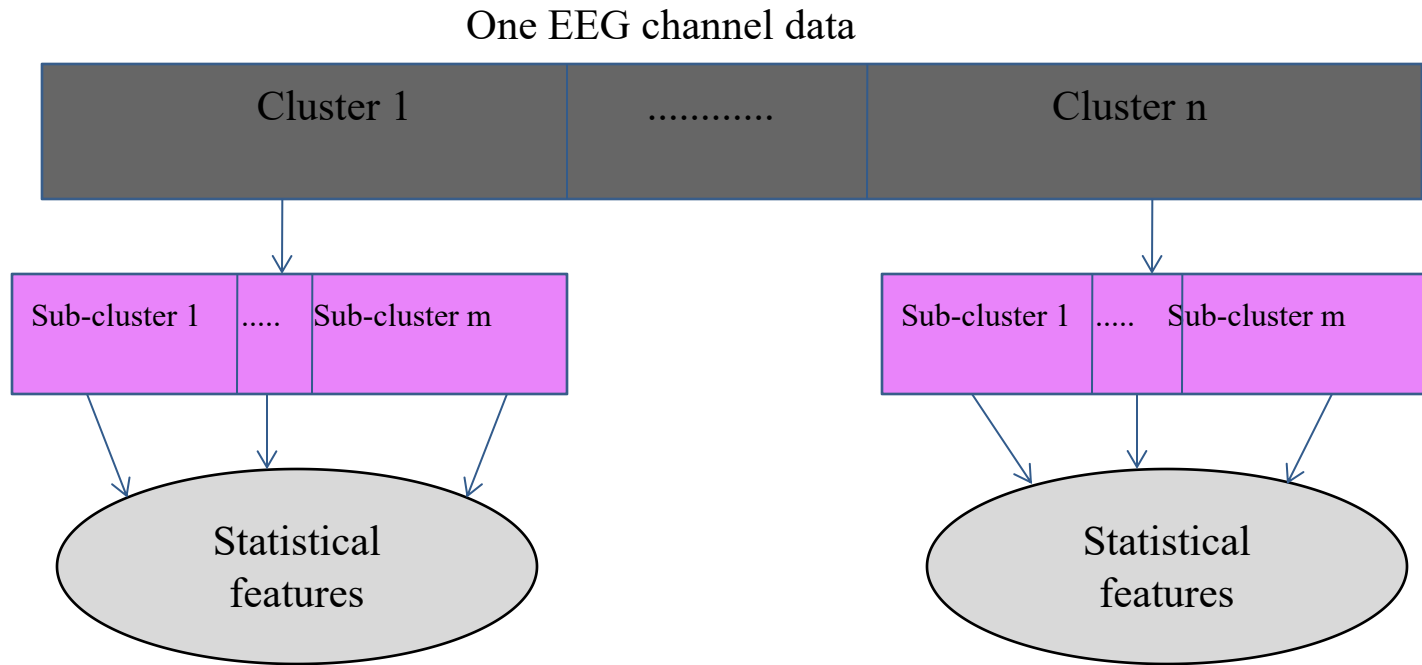 One EEG channel data
Cluster 1 ............ Cluster n
Sub-cluster 1 ..... Sub-cluster m Sub-cluster 1 ..... Sub-cluster m
Statistical Statistical
features features